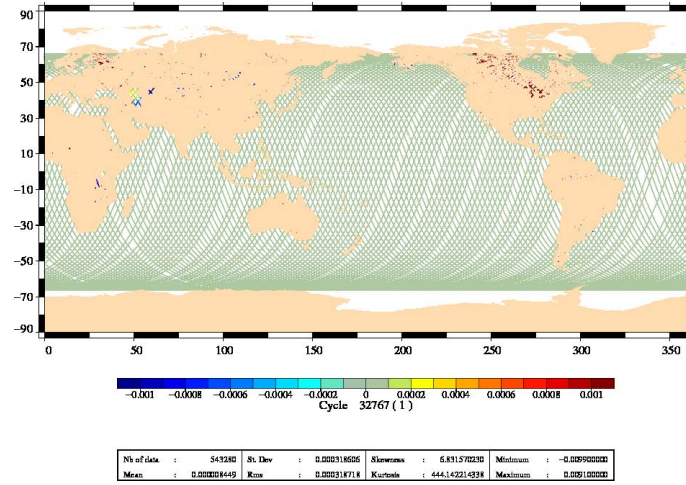 90
70
50
30
10
−10
−30
−50
−70
−90
0 50 100 150 200 250 300 350
−0.001 −0.0008 −0.0006 −0.0004 −0.0002 0 0.0002 0.0004 0.0006 0.0008 0.001
Cycle 32767 ( 1 )
Nb of data : 543280 St. Dev : 0.000318606 Skewness : 6.831570230 Minimum : −0.009900000
Mean : 0.000008449 Rms : 0.000318718 Kurtosis : 444.142214338 Maximum : 0.009100000